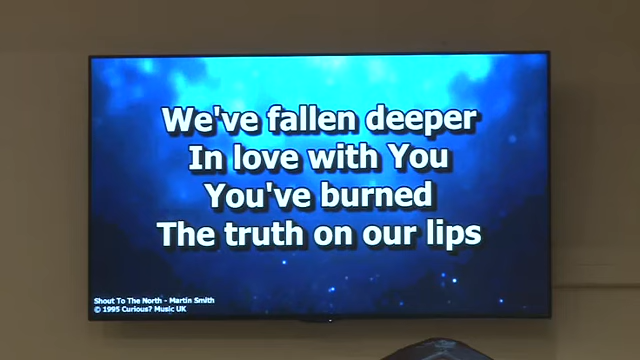 We've fallen deeper
In love with You
You've burned
The truth on our lips
Shout To The North - Martin Smith
© 1995 Curious? Music UK